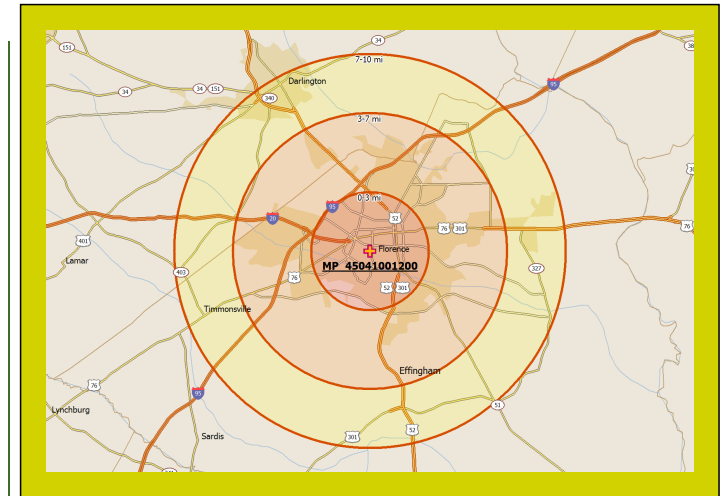 34
151
38
7-10 mi
Darlington
95
34
34
151
340
3-7 mi
95
20
0-3 mi
52
76
301
76
401
Florence
MP 45041001200
Lamar
403
327
76
52
301
Timmonsville
Effingham
76
95
51
Lynchburg
Sardis
301
52